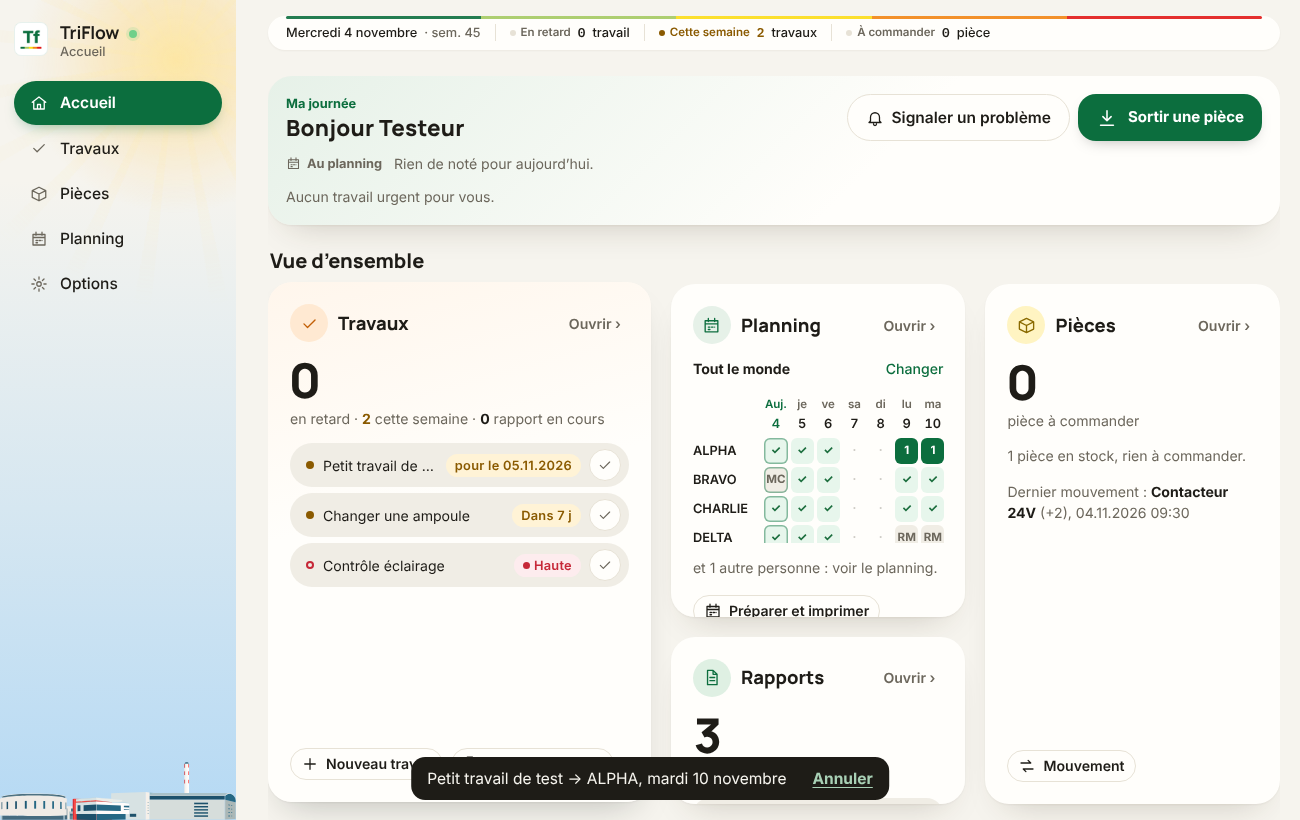 Tf
TriFlow
Accueil
Accueil
Travaux
Pièces
Planning
Options
Mercredi 4 novembre · sem. 45
En retard 0 travail
Cette semaine 2 travaux
À commander 0 pièce
Ma journée
Bonjour Testeur
Au planning Rien de noté pour aujourd’hui.
Aucun travail urgent pour vous.
Signaler un problème
Sortir une pièce
Vue d’ensemble
Travaux
Ouvrir ›
0
en retard · 2 cette semaine · 0 rapport en cours
Petit travail de ... pour le 05.11.2026
Changer une ampoule Dans 7 j
Contrôle éclairage Haute
Planning
Ouvrir ›
Tout le monde Changer
Auj. je ve sa di lu ma
4 5 6 7 8 9 10
ALPHA 1 1
BRAVO MC
CHARLIE
DELTA RM RM
et 1 autre personne : voir le planning.
Préparer et imprimer
Rapports
Ouvrir ›
3
Pièces
Ouvrir ›
0
pièce à commander
1 pièce en stock, rien à commander.
Dernier mouvement : Contacteur
24V (+2), 04.11.2026 09:30
Mouvement
Nouveau
Petit travail de test → ALPHA, mardi 10 novembre Annuler